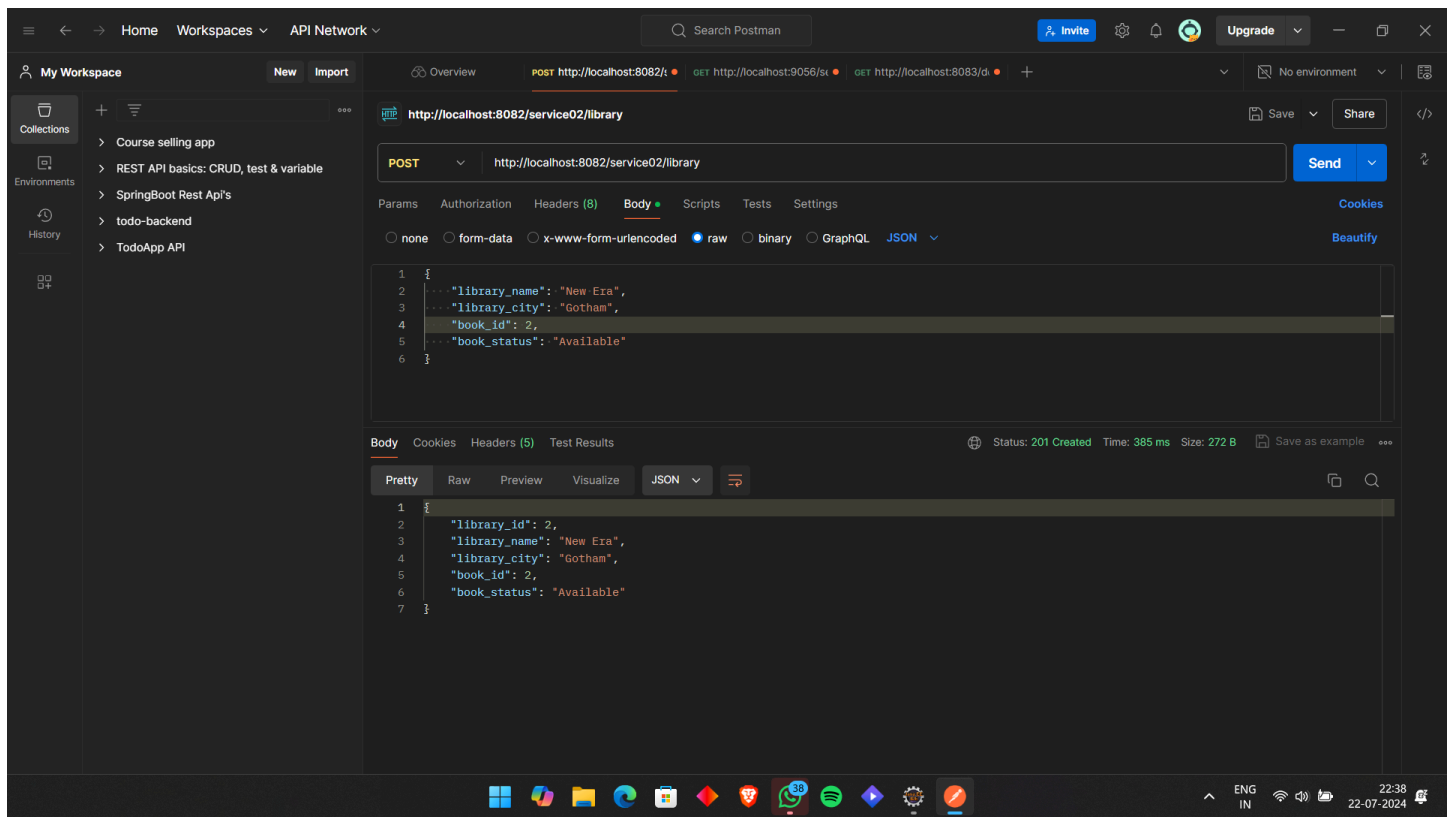 Home Workspaces API Network Search Postman Invite Upgrade
My Workspace New Import Overview POST http://localhost:8082/s GET http://localhost:9056/se GET http://localhost:8083/d No environment
Collections
Environments
History
Course selling app
REST API basics: CRUD, test & variable
SpringBoot Rest Api's
todo-backend
TodoApp API
HTTP http://localhost:8082/service02/library Save Share
POST http://localhost:8082/service02/library Send
Params Authorization Headers (8) Body Scripts Tests Settings Cookies
none form-data x-www-form-urlencoded raw binary GraphQL JSON Beautify
1 {
2 "library_name": "New Era",
3 "library_city": "Gotham",
4 "book_id": 2,
5 "book_status": "Available"
6 }
Body Cookies Headers (5) Test Results Status: 201 Created Time: 385 ms Size: 272 B Save as example
Pretty Raw Preview Visualize JSON
1 {
2 "library_id": 2,
3 "library_name": "New Era",
4 "library_city": "Gotham",
5 "book_id": 2,
6 "book_status": "Available"
7 }
38
ENG
IN
22:38
22-07-2024